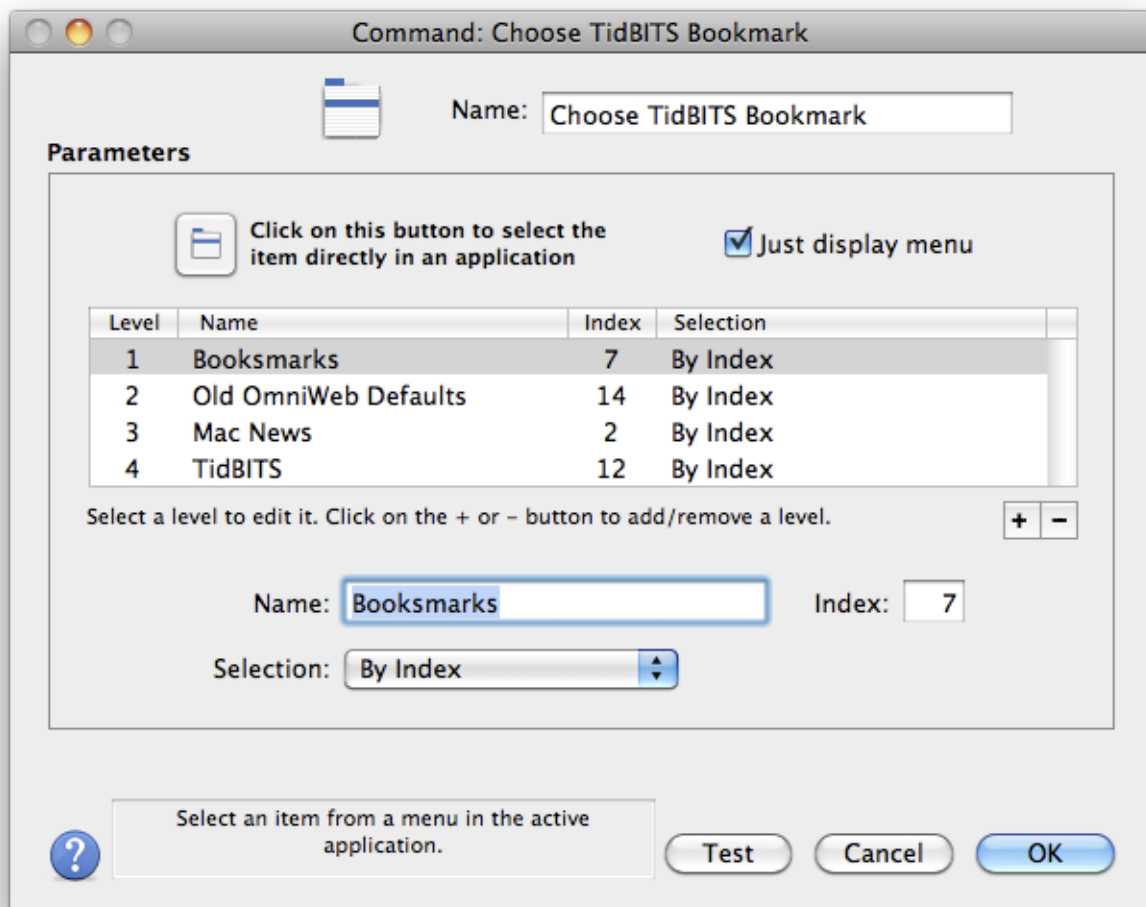 Command: Choose TidBITS Bookmark
Name: Choose TidBITS Bookmark
Parameters
Click on this button to select the
item directly in an application
Just display menu
Level Name Index Selection
1 Booksmarks 7 By Index
2 Old OmniWeb Defaults 14 By Index
3 Mac News 2 By Index
4 TidBITS 12 By Index
Select a level to edit it. Click on the + or – button to add/remove a level.
+ –
Name: Booksmarks Index: 7
Selection: By Index
Select an item from a menu in the active
application.
? Test Cancel OK